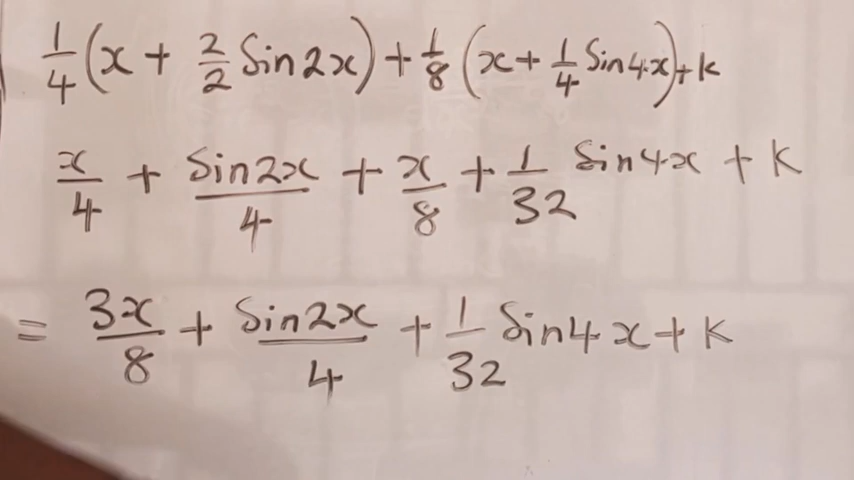 1/4 (x + 2/2 Sin2x) + 1/8 (x + 1/4 Sin4x) + K
x/4 + Sin2x/4 + x/8 + 1/32 Sin4x + K
= 3x/8 + Sin2x/4 + 1/32 Sin4x + K